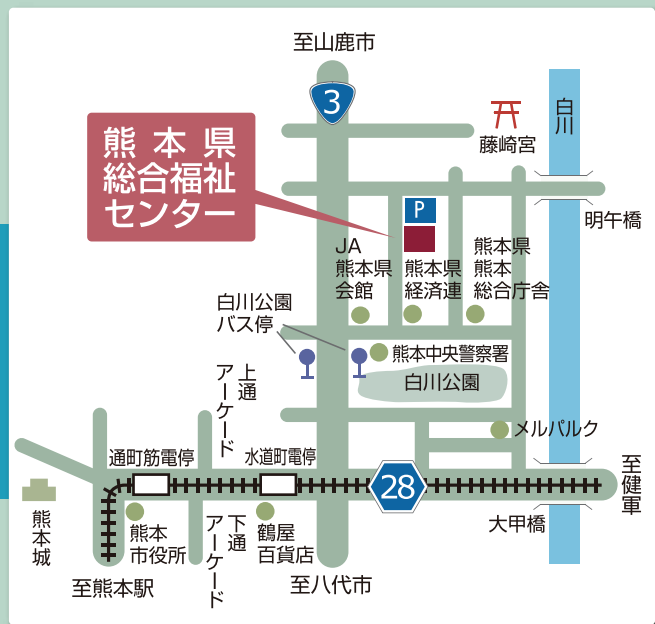 至山鹿市
3
藤崎宮
白川
熊本県
総合福祉
センター
P
明午橋
JA
熊本県
会館
熊本県
経済連
熊本県
熊本
総合庁舎
白川公園
バス停
熊本中央警察署
白川公園
上通
アーケード
メルパルク
通町筋電停
水道町電停
28
至健軍
熊本城
熊本
市役所
下通
アーケード
鶴屋
百貨店
大甲橋
至熊本駅
至八代市